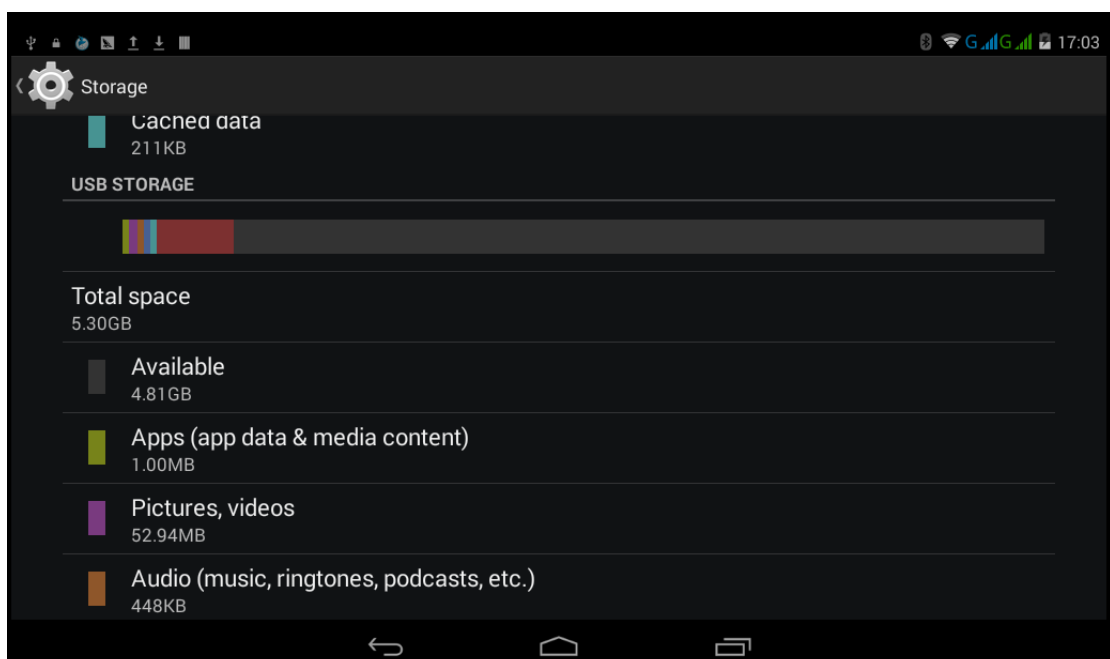 G G 17:03
Storage
Cached data
211KB
USB STORAGE
Total space
5.30GB
Available
4.81GB
Apps (app data & media content)
1.00MB
Pictures, videos
52.94MB
Audio (music, ringtones, podcasts, etc.)
448KB